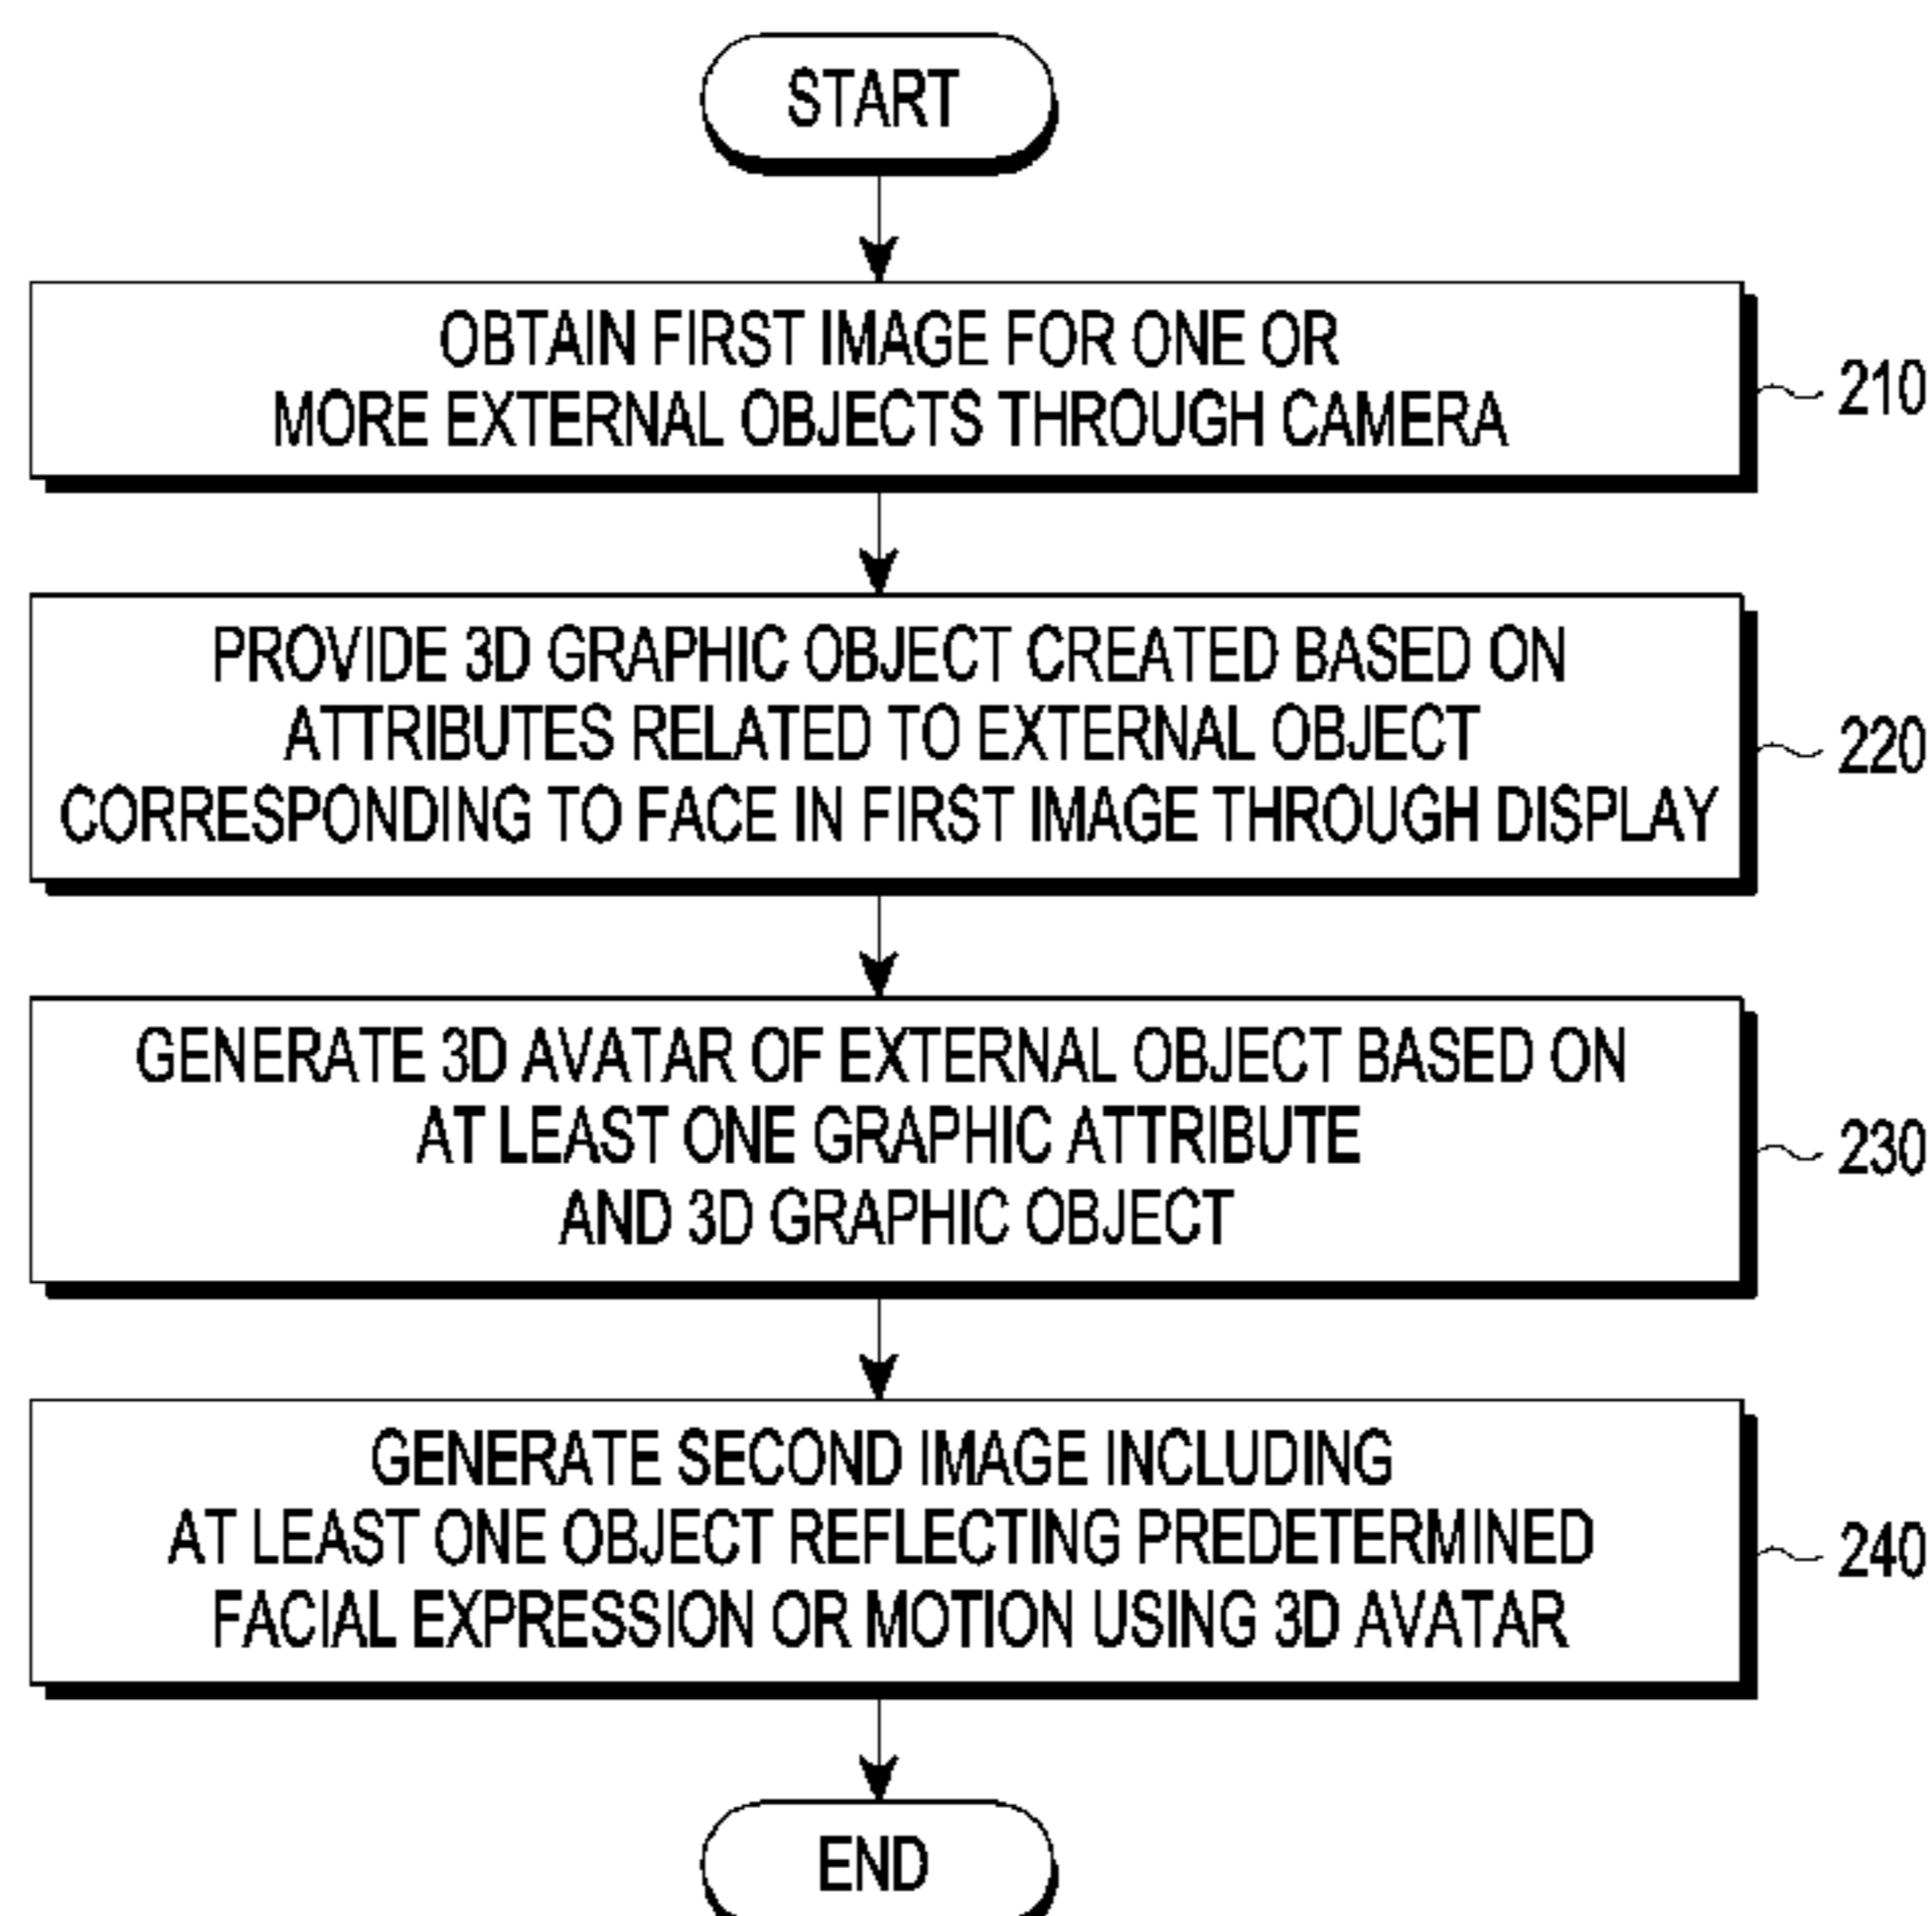 START
OBTAIN FIRST IMAGE FOR ONE OR
MORE EXTERNAL OBJECTS THROUGH CAMERA
210
PROVIDE 3D GRAPHIC OBJECT CREATED BASED ON
ATTRIBUTES RELATED TO EXTERNAL OBJECT
CORRESPONDING TO FACE IN FIRST IMAGE THROUGH DISPLAY
220
GENERATE 3D AVATAR OF EXTERNAL OBJECT BASED ON
AT LEAST ONE GRAPHIC ATTRIBUTE
AND 3D GRAPHIC OBJECT
230
GENERATE SECOND IMAGE INCLUDING
AT LEAST ONE OBJECT REFLECTING PREDETERMINED
FACIAL EXPRESSION OR MOTION USING 3D AVATAR
240
END